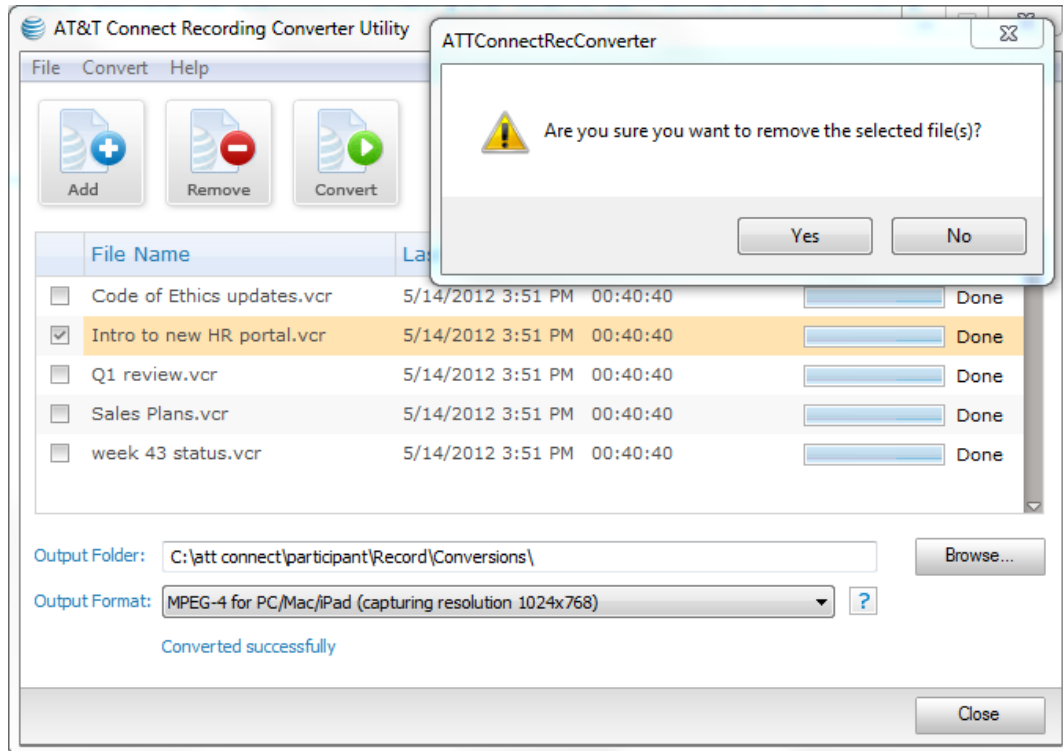 AT&T Connect Recording Converter Utility
ATTConnectRecConverter
File Convert Help
Are you sure you want to remove the selected file(s)?
Add Remove Convert
Yes No
File Name
Code of Ethics updates.vcr 5/14/2012 3:51 PM 00:40:40 Done
Intro to new HR portal.vcr 5/14/2012 3:51 PM 00:40:40 Done
Q1 review.vcr 5/14/2012 3:51 PM 00:40:40 Done
Sales Plans.vcr 5/14/2012 3:51 PM 00:40:40 Done
week 43 status.vcr 5/14/2012 3:51 PM 00:40:40 Done
Output Folder: C:\att connect\participant\Record\Conversions\ Browse...
Output Format: MPEG-4 for PC/Mac/iPad (capturing resolution 1024x768) ?
Converted successfully
Close